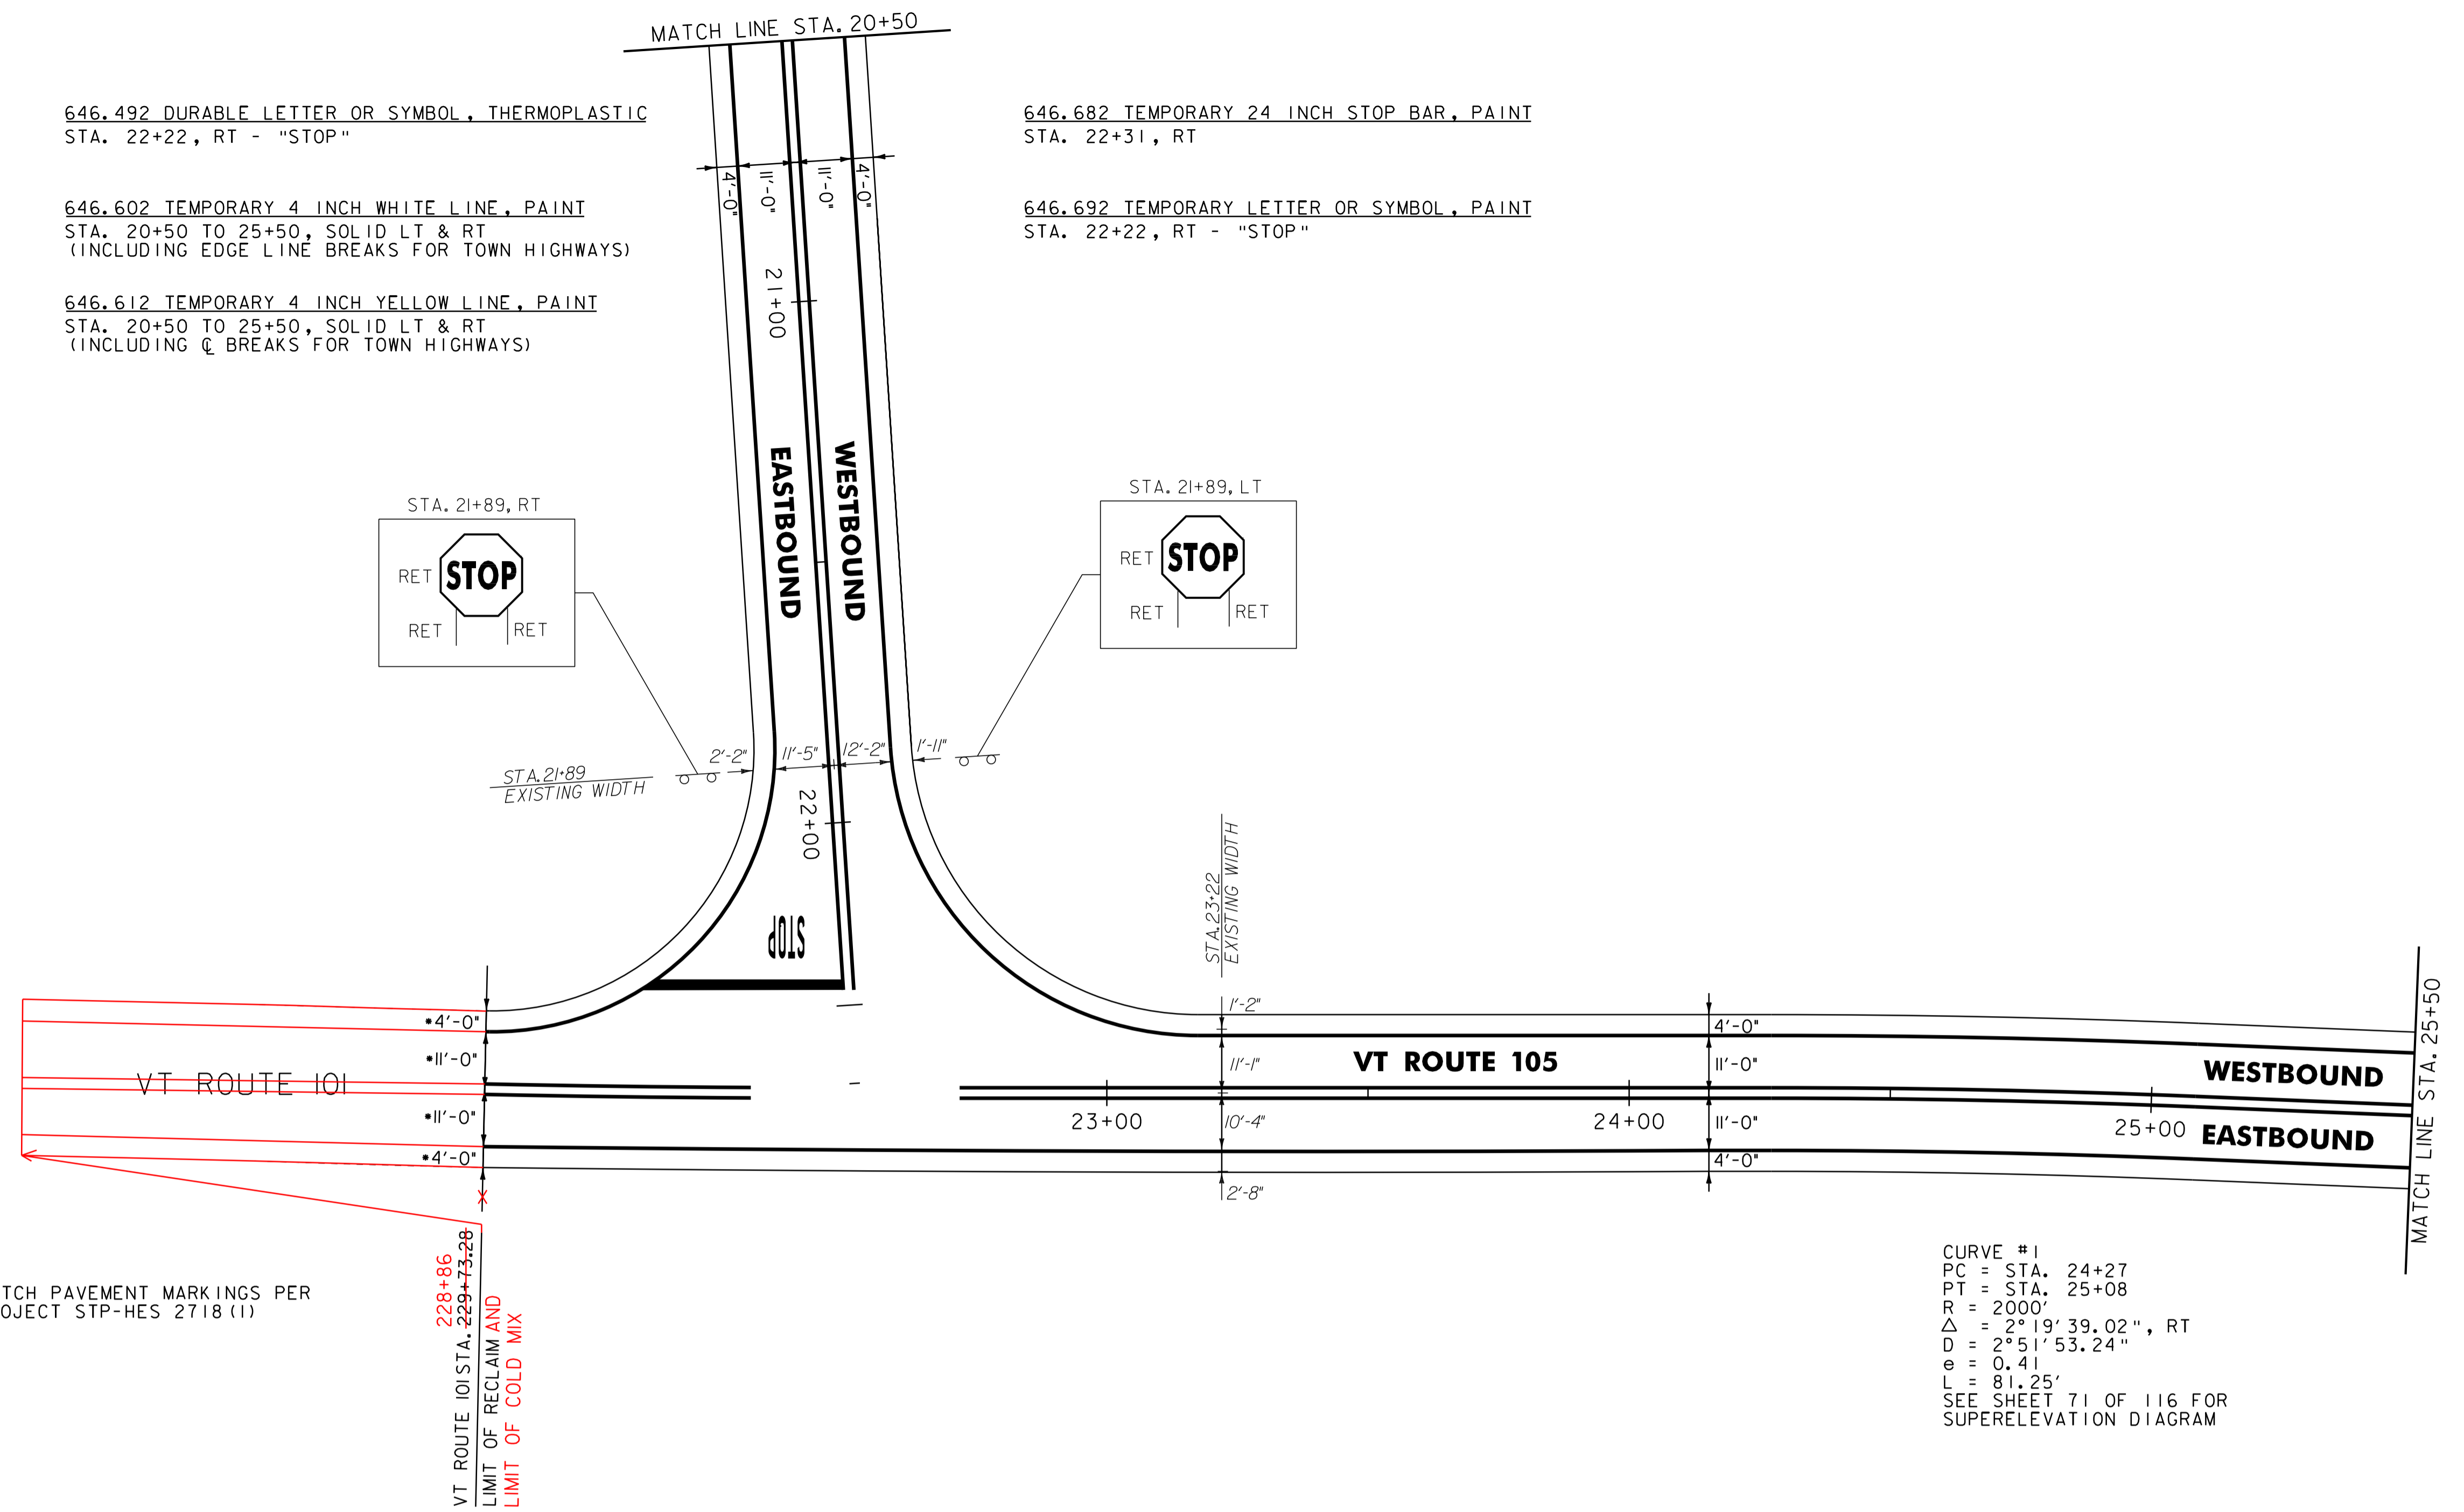 MATCH LINE STA. 20+50
646.492 DURABLE LETTER OR SYMBOL, THERMOPLASTIC
STA. 22+22, RT - "STOP"
646.602 TEMPORARY 4 INCH WHITE LINE, PAINT
STA. 20+50 TO 25+50, SOLID LT & RT
(INCLUDING EDGE LINE BREAKS FOR TOWN HIGHWAYS)
646.612 TEMPORARY 4 INCH YELLOW LINE, PAINT
STA. 20+50 TO 25+50, SOLID LT & RT
(INCLUDING ℄ BREAKS FOR TOWN HIGHWAYS)
646.682 TEMPORARY 24 INCH STOP BAR, PAINT
STA. 22+31, RT
646.692 TEMPORARY LETTER OR SYMBOL, PAINT
STA. 22+22, RT - "STOP"
4'-0"
11'-0"
11'-0"
4'-0"
21+00
EASTBOUND
WESTBOUND
STA. 21+89, RT
RET
STOP
RET
RET
STA. 21+89, LT
RET
STOP
RET
RET
STA. 21+89
EXISTING WIDTH
2'-2"
11'-5"
12'-2"
1'-11"
22+00
STOP
STA. 23+22
EXISTING WIDTH
1'-2"
11'-1"
10'-4"
2'-8"
*4'-0"
*11'-0"
*11'-0"
*4'-0"
VT ROUTE 101
VT ROUTE 105
4'-0"
11'-0"
11'-0"
4'-0"
23+00
24+00
25+00
WESTBOUND
EASTBOUND
MATCH LINE STA. 25+50
TCH PAVEMENT MARKINGS PER
OJECT STP-HES 2718(1)
228+86
VT ROUTE 101 STA. 229+73.28
LIMIT OF RECLAIM AND
LIMIT OF COLD MIX
CURVE #1
PC = STA. 24+27
PT = STA. 25+08
R = 2000'
△ = 2°19'39.02", RT
D = 2°51'53.24"
e = 0.41
L = 81.25'
SEE SHEET 71 OF 116 FOR
SUPERELEVATION DIAGRAM